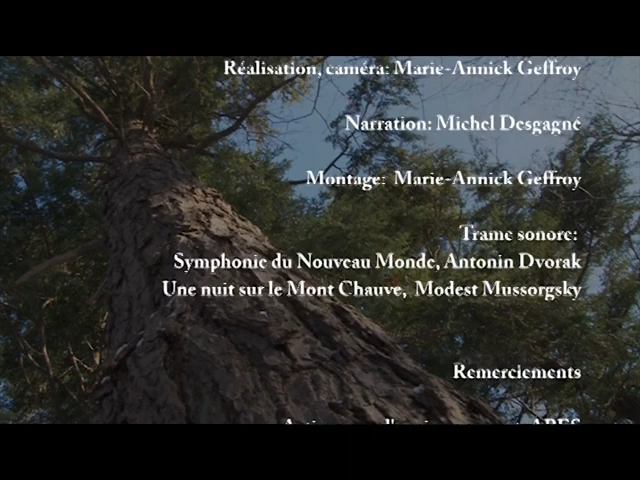 Réalisation, caméra: Marie-Annick Geffroy
Narration: Michel Desgagné
Montage: Marie-Annick Geffroy
Trame sonore:
Symphonie du Nouveau Monde, Antonin Dvorak
Une nuit sur le Mont Chauve, Modest Mussorgsky
Remerciements